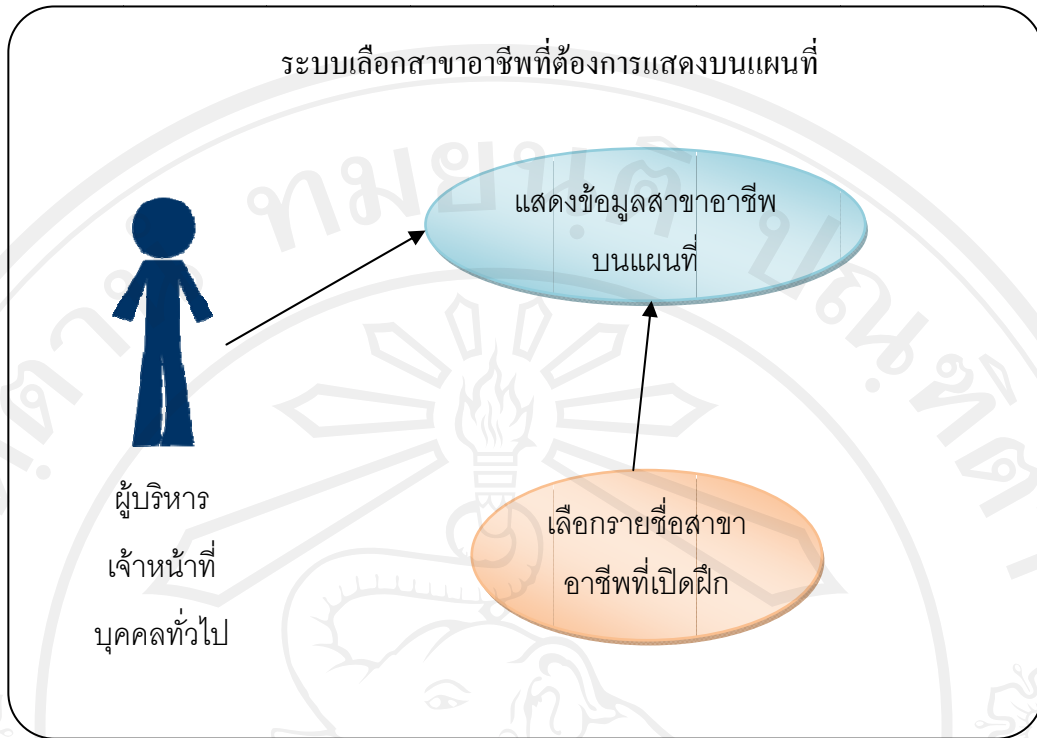 ระบบเลือกสาขาอาชีพที่ต้องการแสดงบนแผนที่
แสดงข้อมูลสาขาอาชีพ
บนแผนที่
ผู้บริหาร
เจ้าหน้าที่
บุคคลทั่วไป
เลือกรายชื่อสาขา
อาชีพที่เปิดฝึก